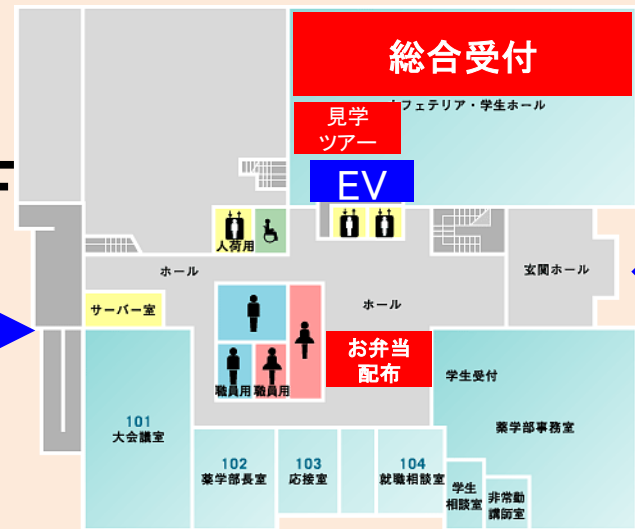 総合受付
フェテリア・学生ホール
見学
ツアー
EV
人荷用
ホール
玄関ホール
サーバー室
ホール
お弁当
配布
職員用
職員用
学生受付
101
大会議室
薬学部事務室
102
薬学部長室
103
応接室
104
就職相談室
学生
相談室
非常勤
講師室